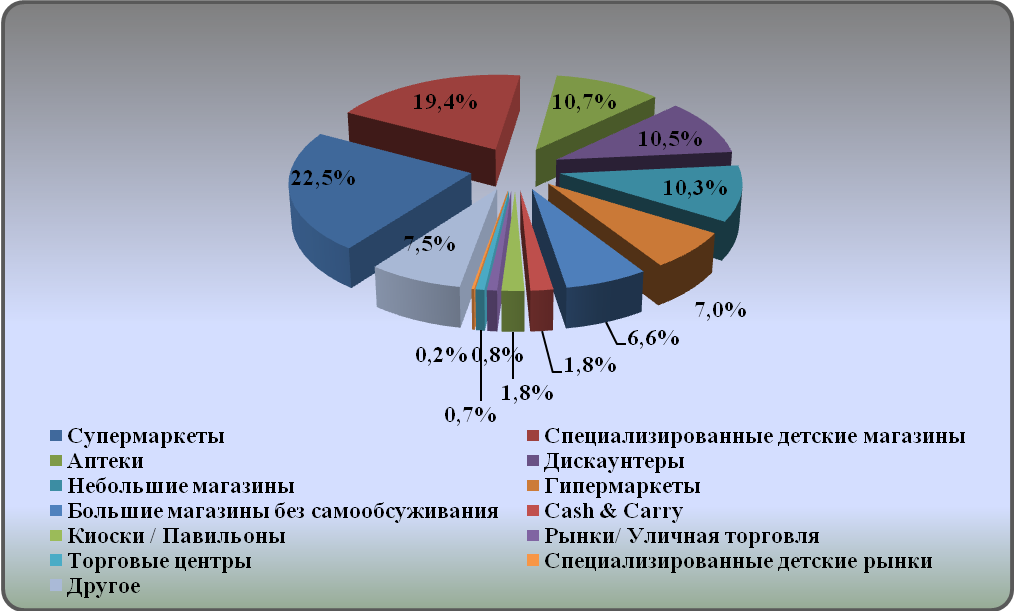 19,4%
10,7%
10,5%
22,5%
10,3%
7,5%
7,0%
6,6%
0,2%
0,8%
1,8%
1,8%
0,7%
Супермаркеты
Специализированные детские магазины
Аптеки
Дискаунтеры
Небольшие магазины
Гипермаркеты
Большие магазины без самообсуживания
Cash & Carry
Киоски / Павильоны
Рынки/ Уличная торговля
Торговые центры
Специализированные детские рынки
Другое